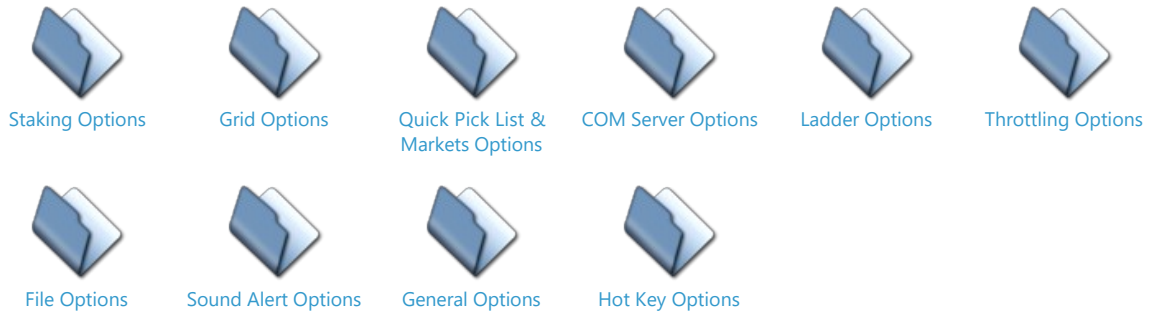 Staking Options
Grid Options
Quick Pick List &
Markets Options
COM Server Options
Ladder Options
Throttling Options
File Options
Sound Alert Options
General Options
Hot Key Options